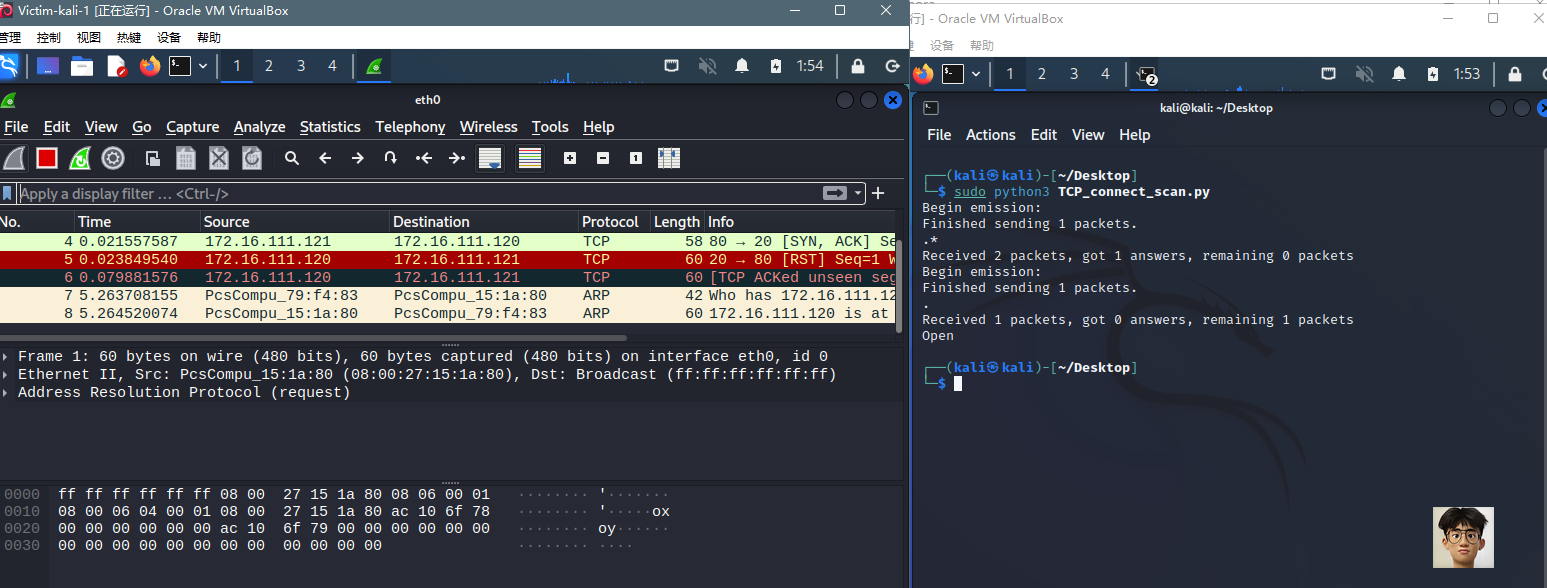 Victim-kali-1 [正在运行] - Oracle VM VirtualBox
管理 控制 视图 热键 设备 帮助
1 2 3 4 1:54
eth0
File Edit View Go Capture Analyze Statistics Telephony Wireless Tools Help
Apply a display filter … <Ctrl-/>
No. Time Source Destination Protocol Length Info
4 0.021557587 172.16.111.121 172.16.111.120 TCP 58 80 → 20 [SYN, ACK] Se
5 0.023849540 172.16.111.120 172.16.111.121 TCP 60 20 → 80 [RST] Seq=1 W
6 0.079881576 172.16.111.120 172.16.111.121 TCP 60 [TCP ACKed unseen seg
7 5.263708155 PcsCompu_79:f4:83 PcsCompu_15:1a:80 ARP 42 Who has 172.16.111.12
8 5.264520074 PcsCompu_15:1a:80 PcsCompu_79:f4:83 ARP 60 172.16.111.120 is at
Frame 1: 60 bytes on wire (480 bits), 60 bytes captured (480 bits) on interface eth0, id 0
Ethernet II, Src: PcsCompu_15:1a:80 (08:00:27:15:1a:80), Dst: Broadcast (ff:ff:ff:ff:ff:ff)
Address Resolution Protocol (request)
0000 ff ff ff ff ff ff 08 00 27 15 1a 80 08 06 00 01 ········ '·······
0010 08 00 06 04 00 01 08 00 27 15 1a 80 ac 10 6f 78 ········ '·····ox
0020 00 00 00 00 00 00 ac 10 6f 79 00 00 00 00 00 00 ········ oy······
0030 00 00 00 00 00 00 00 00 00 00 00 00 ········ ····
行] - Oracle VM VirtualBox
设备 帮助
1 2 3 4 2 1:53
kali@kali: ~/Desktop
File Actions Edit View Help
┌──(kali㉿kali)-[~/Desktop]
└─$ sudo python3 TCP_connect_scan.py
Begin emission:
Finished sending 1 packets.
.*
Received 2 packets, got 1 answers, remaining 0 packets
Begin emission:
Finished sending 1 packets.
.
Received 1 packets, got 0 answers, remaining 1 packets
Open
┌──(kali㉿kali)-[~/Desktop]
└─$